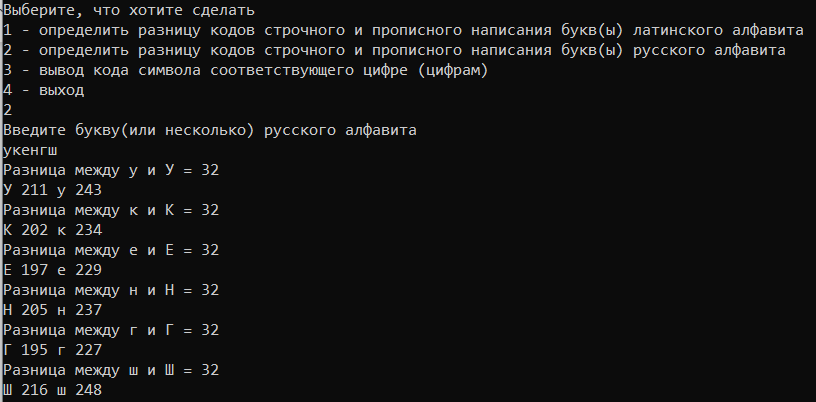 Выберите, что хотите сделать
1 - определить разницу кодов строчного и прописного написания букв(ы) латинского алфавита
2 - определить разницу кодов строчного и прописного написания букв(ы) русского алфавита
3 - вывод кода символа соответствующего цифре (цифрам)
4 - выход
2
Введите букву(или несколько) русского алфавита
укенгш
Разница между у и У = 32
У 211 у 243
Разница между к и К = 32
К 202 к 234
Разница между е и Е = 32
Е 197 е 229
Разница между н и Н = 32
Н 205 н 237
Разница между г и Г = 32
Г 195 г 227
Разница между ш и Ш = 32
Ш 216 ш 248